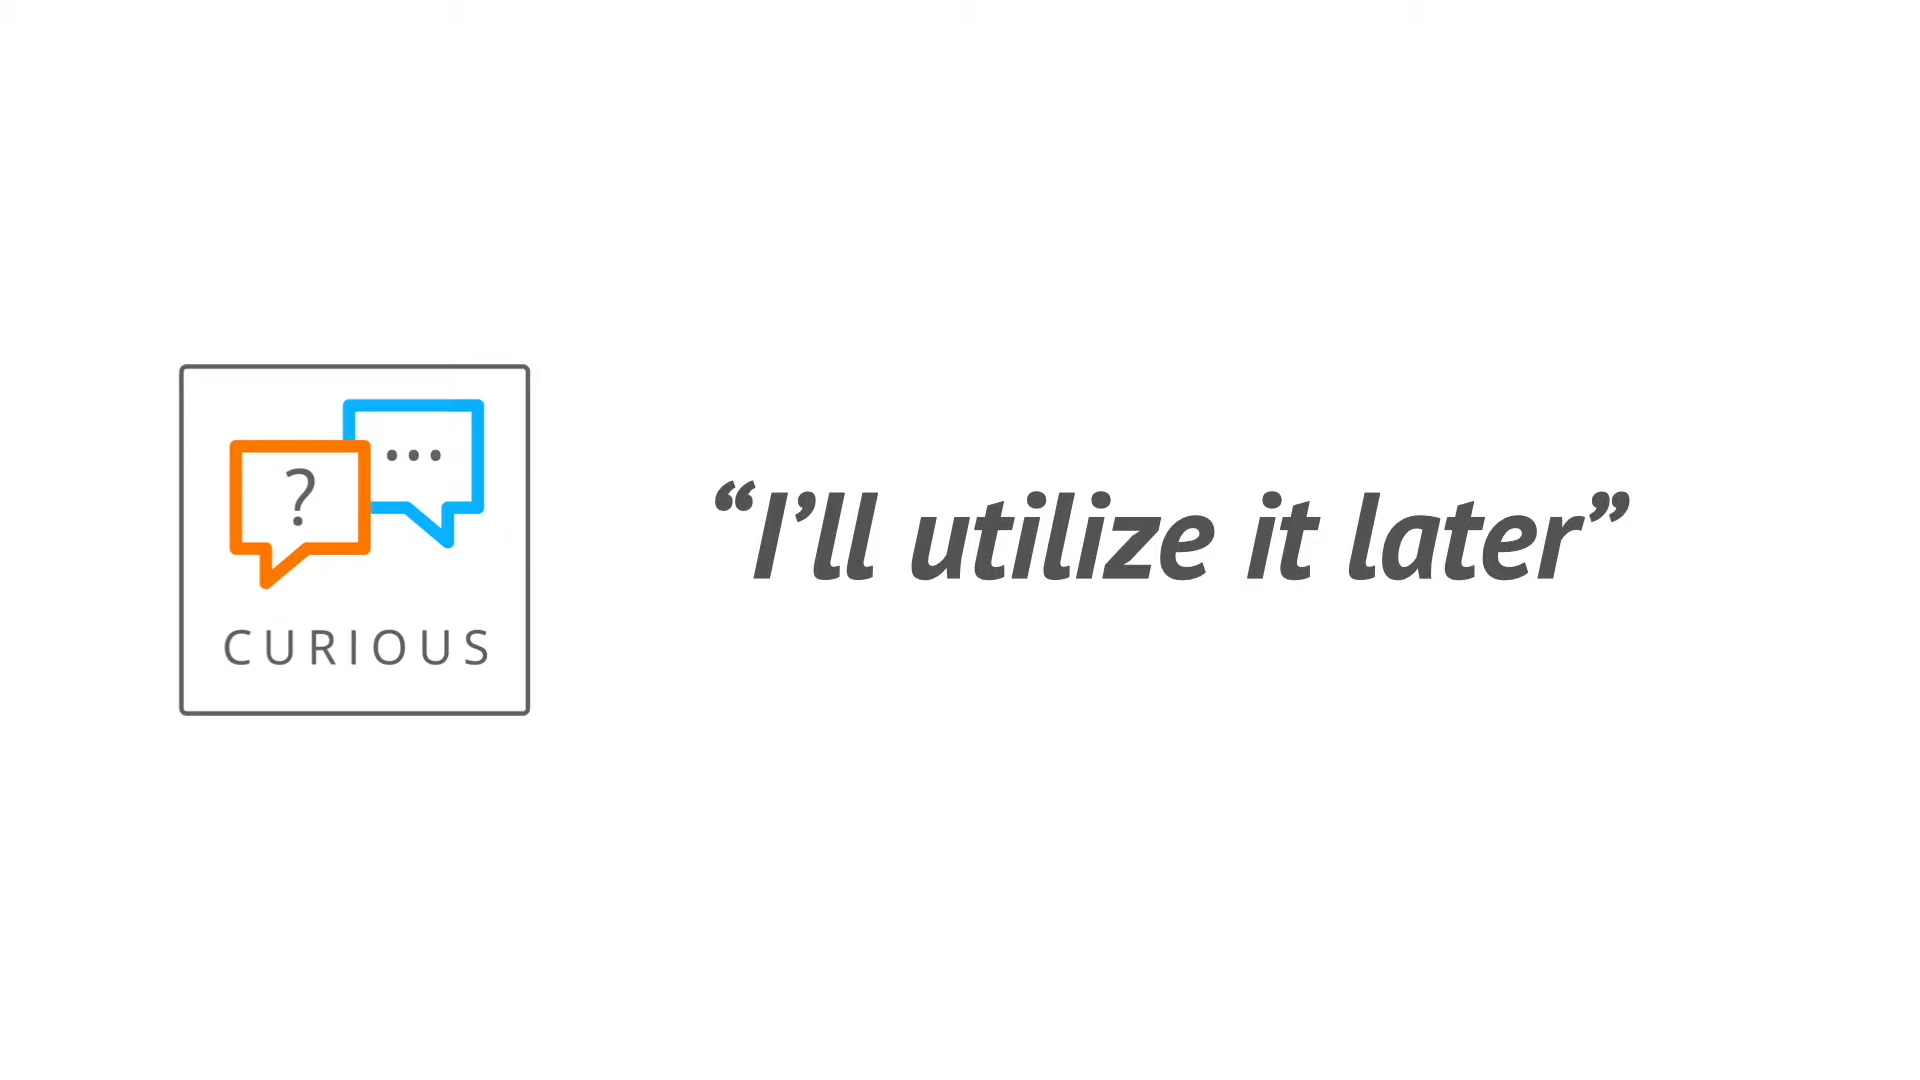 ?
...
CURIOUS
“I’ll utilize it later”